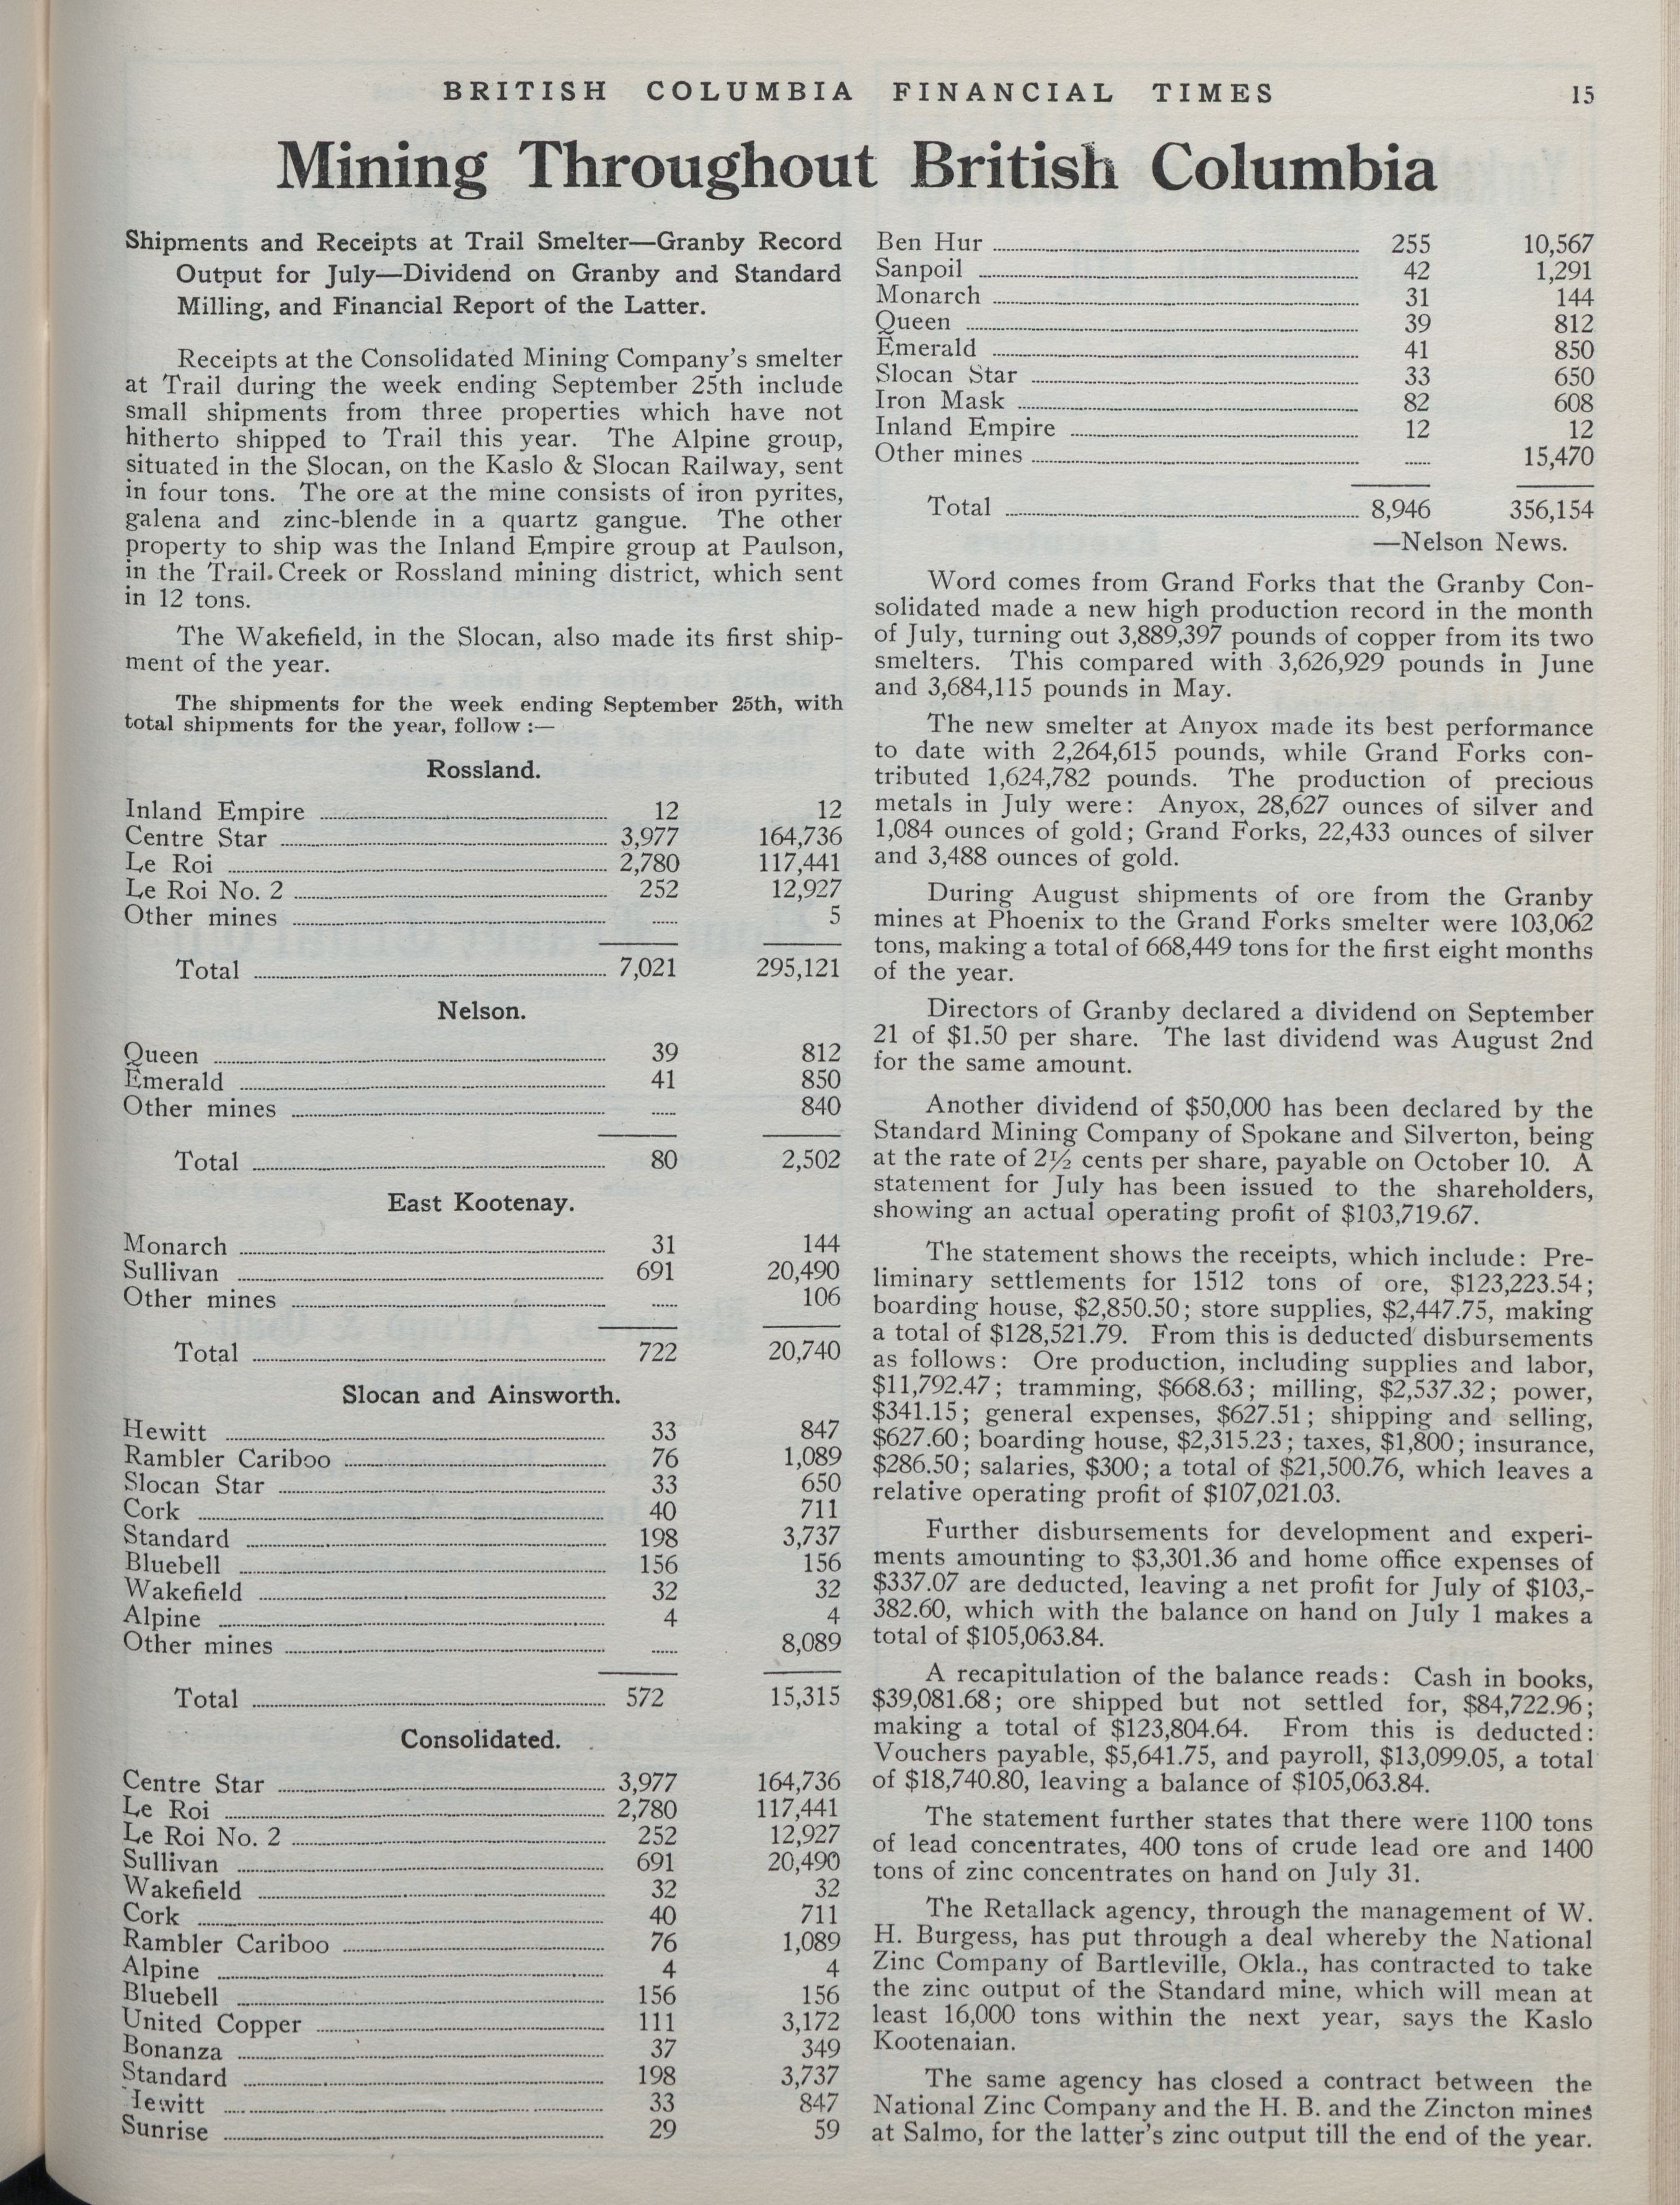 BRITISH COLUMBIA FINANCIAL TIMES 15
Mining Throughout British Columbia
Shipments and Receipts at Trail Smelter—Granby Record
Output for July—Dividend on Granby and Standard
Milling, and Financial Report of the Latter.
Receipts at the Consolidated Mining Company's smelter
at Trail during the week ending September 25th include
small shipments from three properties which have not
hitherto shipped to Trail this year. The Alpine group,
situated in the Slocan, on the Kaslo & Slocan Railway, sent
in four tons. The ore at the mine consists of iron pyrites,
galena and zinc-blende in a quartz gangue. The other
property to ship was the Inland Empire group at Paulson,
in the Trail Creek or Rossland mining district, which sent
in 12 tons.
The Wakefield, in the Slocan, also made its first ship-
ment of the year.
The shipments for the week ending September 25th, with
total shipments for the year, follow:—
Rossland.
Inland Empire 12 12
Centre Star 3,977 164,736
Le Roi 2,780 117,441
Le Roi No. 2 252 12,927
Other mines ...... 5
Total 7,021 295,121
Nelson.
Queen 39 812
Emerald 41 850
Other mines ...... 840
Total 80 2,502
East Kootenay.
Monarch 31 144
Sullivan 691 20,490
Other mines ...... 106
Total 722 20,740
Slocan and Ainsworth.
Hewitt 33 847
Rambler Cariboo 76 1,089
Slocan Star 33 650
Cork 40 711
Standard 198 3,737
Bluebell 156 156
Wakefield 32 32
Alpine 4 4
Other mines ...... 8,089
Total 572 15,315
Consolidated.
Centre Star 3,977 164,736
Le Roi 2,780 117,441
Le Roi No. 2 252 12,927
Sullivan 691 20,490
Wakefield 32 32
Cork 40 711
Rambler Cariboo 76 1,089
Alpine 4 4
Bluebell 156 156
United Copper 111 3,172
Bonanza 37 349
Standard 198 3,737
Hewitt 33 847
Sunrise 29 59
Ben Hur 255 10,567
Sanpoil 42 1,291
Monarch 31 144
Queen 39 812
Emerald 41 850
Slocan Star 33 650
Iron Mask 82 608
Inland Empire 12 12
Other mines ...... 15,470
Total 8,946 356,154
—Nelson News.
Word comes from Grand Forks that the Granby Con-
solidated made a new high production record in the month
of July, turning out 3,889,397 pounds of copper from its two
smelters. This compared with 3,626,929 pounds in June
and 3,684,115 pounds in May.
The new smelter at Anyox made its best performance
to date with 2,264,615 pounds, while Grand Forks con-
tributed 1,624,782 pounds. The production of precious
metals in July were: Anyox, 28,627 ounces of silver and
1,084 ounces of gold; Grand Forks, 22,433 ounces of silver
and 3,488 ounces of gold.
During August shipments of ore from the Granby
mines at Phoenix to the Grand Forks smelter were 103,062
tons, making a total of 668,449 tons for the first eight months
of the year.
Directors of Granby declared a dividend on September
21 of $1.50 per share. The last dividend was August 2nd
for the same amount.
Another dividend of $50,000 has been declared by the
Standard Mining Company of Spokane and Silverton, being
at the rate of 2½ cents per share, payable on October 10. A
statement for July has been issued to the shareholders,
showing an actual operating profit of $103,719.67.
The statement shows the receipts, which include: Pre-
liminary settlements for 1512 tons of ore, $123,223.54;
boarding house, $2,850.50; store supplies, $2,447.75, making
a total of $128,521.79. From this is deducted disbursements
as follows: Ore production, including supplies and labor,
$11,792.47; tramming, $668.63; milling, $2,537.32; power,
$341.15; general expenses, $627.51; shipping and selling,
$627.60; boarding house, $2,315.23; taxes, $1,800; insurance,
$286.50; salaries, $300; a total of $21,500.76, which leaves a
relative operating profit of $107,021.03.
Further disbursements for development and experi-
ments amounting to $3,301.36 and home office expenses of
$337.07 are deducted, leaving a net profit for July of $103,-
382.60, which with the balance on hand on July 1 makes a
total of $105,063.84.
A recapitulation of the balance reads: Cash in books,
$39,081.68; ore shipped but not settled for, $84,722.96;
making a total of $123,804.64. From this is deducted:
Vouchers payable, $5,641.75, and payroll, $13,099.05, a total
of $18,740.80, leaving a balance of $105,063.84.
The statement further states that there were 1100 tons
of lead concentrates, 400 tons of crude lead ore and 1400
tons of zinc concentrates on hand on July 31.
The Retallack agency, through the management of W.
H. Burgess, has put through a deal whereby the National
Zinc Company of Bartleville, Okla., has contracted to take
the zinc output of the Standard mine, which will mean at
least 16,000 tons within the next year, says the Kaslo
Kootenaian.
The same agency has closed a contract between the
National Zinc Company and the H. B. and the Zincton mines
at Salmo, for the latter's zinc output till the end of the year.